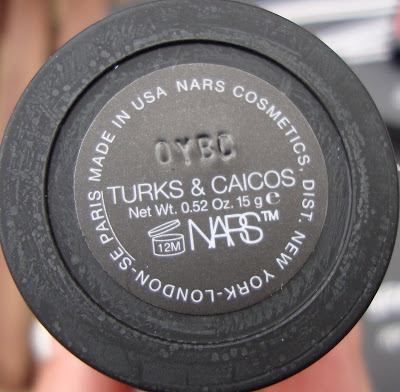 MADE IN USA NARS COSMETICS, DIST. NEW YORK-LONDON-SE PARIS
0YBC
TURKS & CAICOS
Net Wt. 0.52 Oz. 15 g ℮
12M NARS™